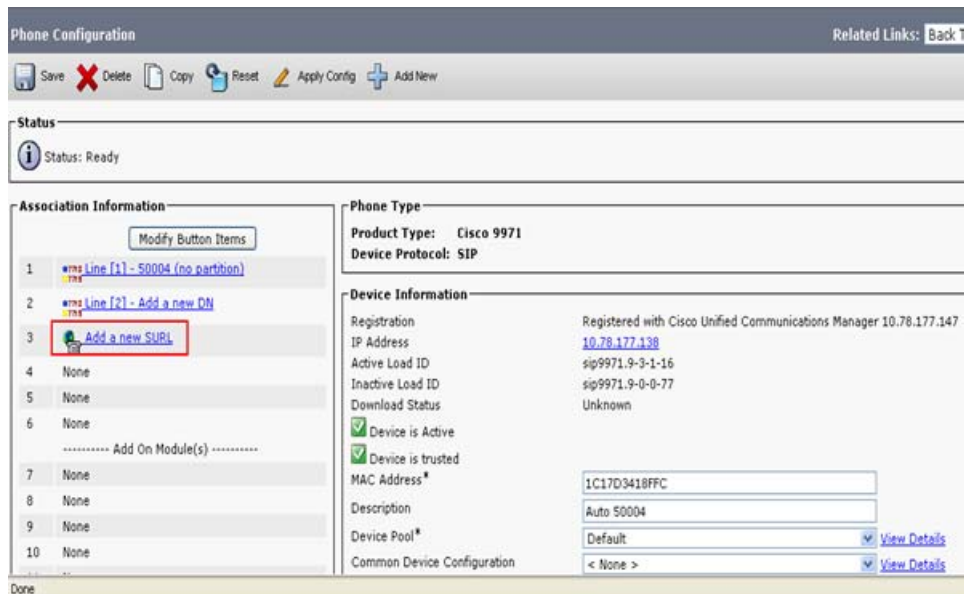 Phone Configuration
Related Links: Back T
Save Delete Copy Reset Apply Config Add New
Status
Status: Ready
Association Information
Modify Button Items
1 Line [1] - 50004 (no partition)
2 Line [2] - Add a new DN
3 Add a new SURL
4 None
5 None
6 None
---------- Add On Module(s) ----------
7 None
8 None
9 None
10 None
Phone Type
Product Type: Cisco 9971
Device Protocol: SIP
Device Information
Registration Registered with Cisco Unified Communications Manager 10.78.177.147
IP Address 10.78.177.138
Active Load ID sip9971.9-3-1-16
Inactive Load ID sip9971.9-0-0-77
Download Status Unknown
Device is Active
Device is trusted
MAC Address* 1C17D3418FFC
Description Auto 50004
Device Pool* Default View Details
Common Device Configuration < None > View Details
Done